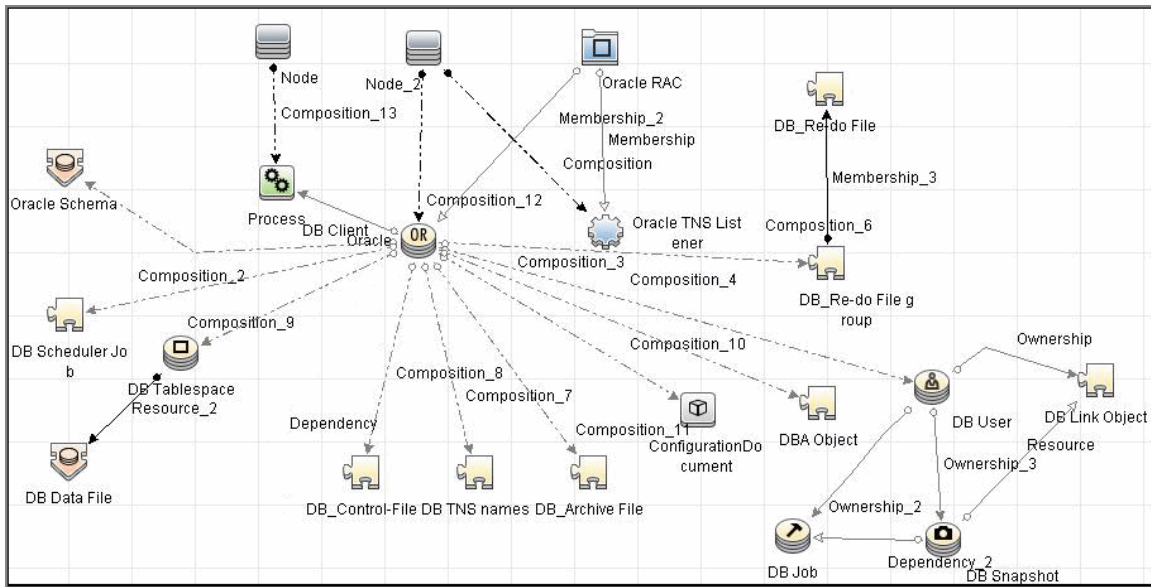 Node
Node_2
Oracle RAC
Composition_13
Membership_2
DB_Re-do File
Membership
Composition
Membership_3
Oracle Schema
Composition_12
Process
DB Client
Oracle
Oracle TNS List
ener
Composition_6
Composition_3
Composition_2
Composition_4
DB_Re-do File g
roup
Composition_9
DB Scheduler Jo
b
Composition_10
Ownership
Composition_8
DB Tablespace
Resource_2
Composition_7
DB User
DB Link Object
Dependency
Composition_11
ConfigurationDo
cument
DBA Object
Resource
Ownership_3
DB Data File
DB_Control-File
DB TNS names
DB_Archive File
Ownership_2
Dependency_2
DB Job
DB Snapshot
OR